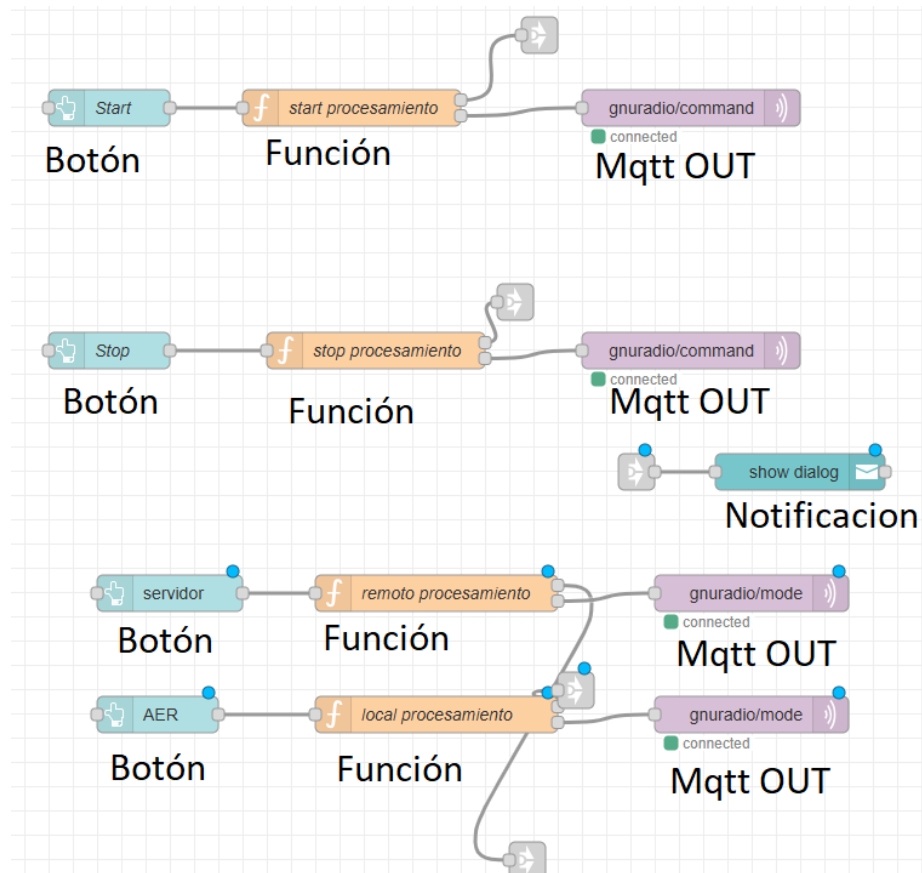 Start
start procesamiento
gnuradio/command
connected
Botón
Función
Mqtt OUT
Stop
stop procesamiento
gnuradio/command
connected
Botón
Función
Mqtt OUT
show dialog
Notificacion
servidor
remoto procesamiento
gnuradio/mode
connected
Botón
Función
Mqtt OUT
AER
local procesamiento
gnuradio/mode
connected
Botón
Función
Mqtt OUT